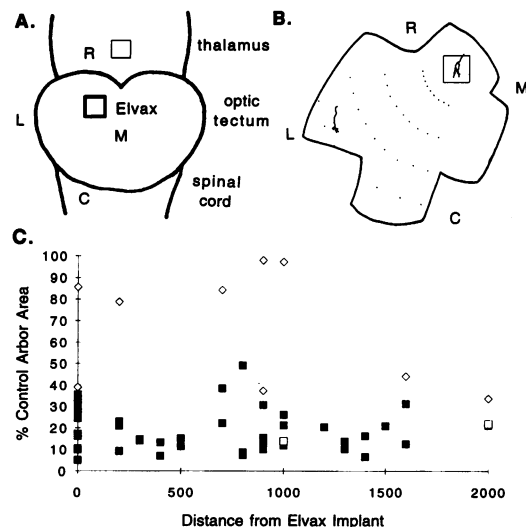 A.
R
thalamus
Elvax
optic
tectum
L
M
C
spinal
cord
B.
R
M
L
C
C.
% Control Arbor Area
100
90
80
70
60
50
40
30
20
10
0
0
500
1000
1500
2000
Distance from Elvax Implant